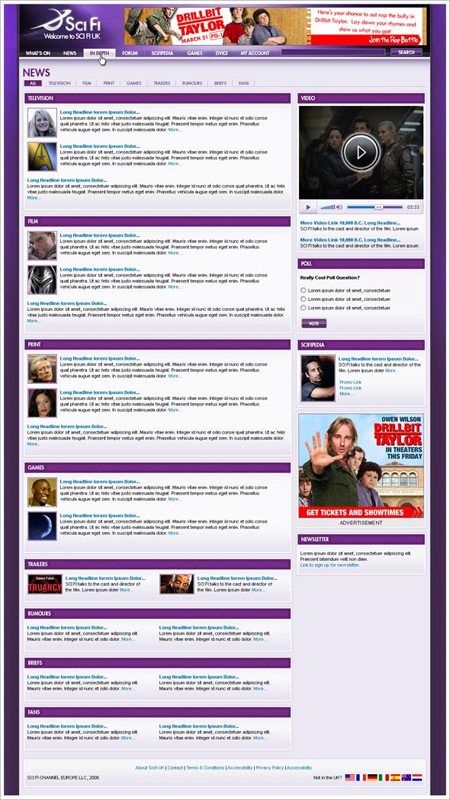 SCI FI
Welcome to SCI FI UK
DRILLBIT
TAYLOR
MARCH 21
Here's your chance to out rap the bully in
Drillbit Taylor. Lay down your rhymes and
show us what you got
Join the Rap Battle
WHAT'S ON NEWS IN DEPTH FORUM SCIFIPEDIA GAMES DVICE MY ACCOUNT SEARCH
NEWS
ALL TELEVISION FILM PRINT GAMES TRAILERS RUMOURS BRIEFS FANS
TELEVISION
Long Headline lorem Ipsum Dolor...
Lorem ipsum dolor sit amet, consectetuer adipiscing elit. Mauris vitae enim. Integer id nunc et odio conse
quat pharetra. Ut ac felis vitae justo malesuada feugiat. Praesent tempor metus eget enim. Phasellus
vehicula augue eget sem. In suscipit diam et odio. More...
Long Headline lorem Ipsum Dolor...
Lorem ipsum dolor sit amet, consectetuer adipiscing elit. Mauris vitae enim. Integer id nunc et odio conse
quat pharetra. Ut ac felis vitae justo malesuada feugiat. Praesent tempor metus eget enim. Phasellus
vehicula augue eget sem. In suscipit diam et odio. More...
Long Headline lorem Ipsum Dolor...
Lorem ipsum dolor sit amet, consectetuer adipiscing elit. Mauris vitae enim. Integer id nunc et odio conse quat pharetra. Ut ac felis
vitae justo malesuada feugiat. Praesent tempor metus eget enim. Phasellus vehicula augue eget sem. In suscipit diam et odio.
More...
FILM
Long Headline lorem Ipsum Dolor...
Lorem ipsum dolor sit amet, consectetuer adipiscing elit. Mauris vitae enim. Integer id nunc et odio conse
quat pharetra. Ut ac felis vitae justo malesuada feugiat. Praesent tempor metus eget enim. Phasellus
vehicula augue eget sem. In suscipit diam et odio. More...
Long Headline lorem Ipsum Dolor...
Lorem ipsum dolor sit amet, consectetuer adipiscing elit. Mauris vitae enim. Integer id nunc et odio conse
quat pharetra. Ut ac felis vitae justo malesuada feugiat. Praesent tempor metus eget enim. Phasellus
vehicula augue eget sem. In suscipit diam et odio. More...
Long Headline lorem Ipsum Dolor...
Lorem ipsum dolor sit amet, consectetuer adipiscing elit. Mauris vitae enim. Integer id nunc et odio conse quat pharetra. Ut ac felis
vitae justo malesuada feugiat. Praesent tempor metus eget enim. Phasellus vehicula augue eget sem. In suscipit diam et odio.
More...
PRINT
Long Headline lorem Ipsum Dolor...
Lorem ipsum dolor sit amet, consectetuer adipiscing elit. Mauris vitae enim. Integer id nunc et odio conse
quat pharetra. Ut ac felis vitae justo malesuada feugiat. Praesent tempor metus eget enim. Phasellus
vehicula augue eget sem. In suscipit diam et odio. More...
Long Headline lorem Ipsum Dolor...
Lorem ipsum dolor sit amet, consectetuer adipiscing elit. Mauris vitae enim. Integer id nunc et odio conse
quat pharetra. Ut ac felis vitae justo malesuada feugiat. Praesent tempor metus eget enim. Phasellus
vehicula augue eget sem. In suscipit diam et odio. More...
Long Headline lorem Ipsum Dolor...
Lorem ipsum dolor sit amet, consectetuer adipiscing elit. Mauris vitae enim. Integer id nunc et odio conse quat pharetra. Ut ac felis
vitae justo malesuada feugiat. Praesent tempor metus eget enim. Phasellus vehicula augue eget sem. In suscipit diam et odio.
More...
GAMES
Long Headline lorem Ipsum Dolor...
Lorem ipsum dolor sit amet, consectetuer adipiscing elit. Mauris vitae enim. Integer id nunc et odio conse
quat pharetra. Ut ac felis vitae justo malesuada feugiat. Praesent tempor metus eget enim. Phasellus
vehicula augue eget sem. In suscipit diam et odio. More...
Long Headline lorem Ipsum Dolor...
Lorem ipsum dolor sit amet, consectetuer adipiscing elit. Mauris vitae enim. Integer id nunc et odio conse
quat pharetra. Ut ac felis vitae justo malesuada feugiat. Praesent tempor metus eget enim. Phasellus
vehicula augue eget sem. In suscipit diam et odio. More...
TRAILERS
TRUANCY
Long Headline lorem Ipsum Dolor...
SCI FI talks to the cast and director of
the film. Lorem ipsum dolor More...
Long Headline lorem Ipsum Dolor...
SCI FI talks to the cast and director of
the film. Lorem ipsum dolor More...
RUMOURS
Long Headline lorem Ipsum Dolor...
Lorem ipsum dolor sit amet, consectetuer adipiscing elit.
Mauris vitae enim. Integer id nunc et odio More...
Long Headline lorem Ipsum Dolor...
Lorem ipsum dolor sit amet, consectetuer adipiscing elit.
Mauris vitae enim. Integer id nunc et odio More...
BRIEFS
Long Headline lorem Ipsum Dolor...
Lorem ipsum dolor sit amet, consectetuer adipiscing elit.
Mauris vitae enim. Integer id nunc et odio More...
Long Headline lorem Ipsum Dolor...
Lorem ipsum dolor sit amet, consectetuer adipiscing elit.
Mauris vitae enim. Integer id nunc et odio More...
FANS
Long Headline lorem Ipsum Dolor...
Lorem ipsum dolor sit amet, consectetuer adipiscing elit.
Mauris vitae enim. Integer id nunc et odio More...
Long Headline lorem Ipsum Dolor...
Lorem ipsum dolor sit amet, consectetuer adipiscing elit.
Mauris vitae enim. Integer id nunc et odio More...
VIDEO
03:33
More Video Link 10,000 B.C. Long Headline...
SCI FI talks to the cast and director of the film. Lorem ipsum
More Video Link 10,000 B.C. Long Headline...
SCI FI talks to the cast and director of the film. Lorem ipsum
POLL
Really Cool Poll Question?
Lorem ipsum dolor sit amet, consectetuer
Lorem ipsum dolor sit amet, consectetuer
Lorem ipsum dolor sit amet, consectetuer
VOTE
SCIFIPEDIA
Long Headline lorem Ipsum Dolor...
SCI FI talks to the cast and director of the
film. Lorem ipsum dolor More...
Promo Link
Promo Link
More...
OWEN WILSON
DRILLBIT
TAYLOR
IN THEATERS
THIS FRIDAY
GET TICKETS AND SHOWTIMES
ADVERTISEMENT
NEWSLETTER
Lorem ipsum dolor sit amet, consectetuer adipiscing elit.
Praesent bibendum velit non diam.
Link to sign up for newsletter.
About Scifi UK | Contact | Terms & Conditions | Accessibility | Privacy Policy | Accessibility
SCI FI CHANNEL EUROPE LLC, 2008
Not in the UK?